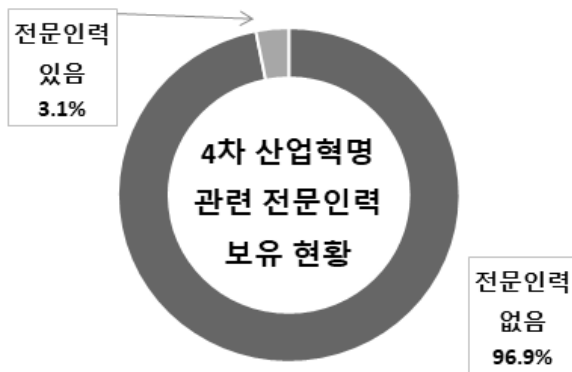 전문인력
있음
3.1%
4차 산업혁명
관련 전문인력
보유 현황
전문인력
없음
96.9%